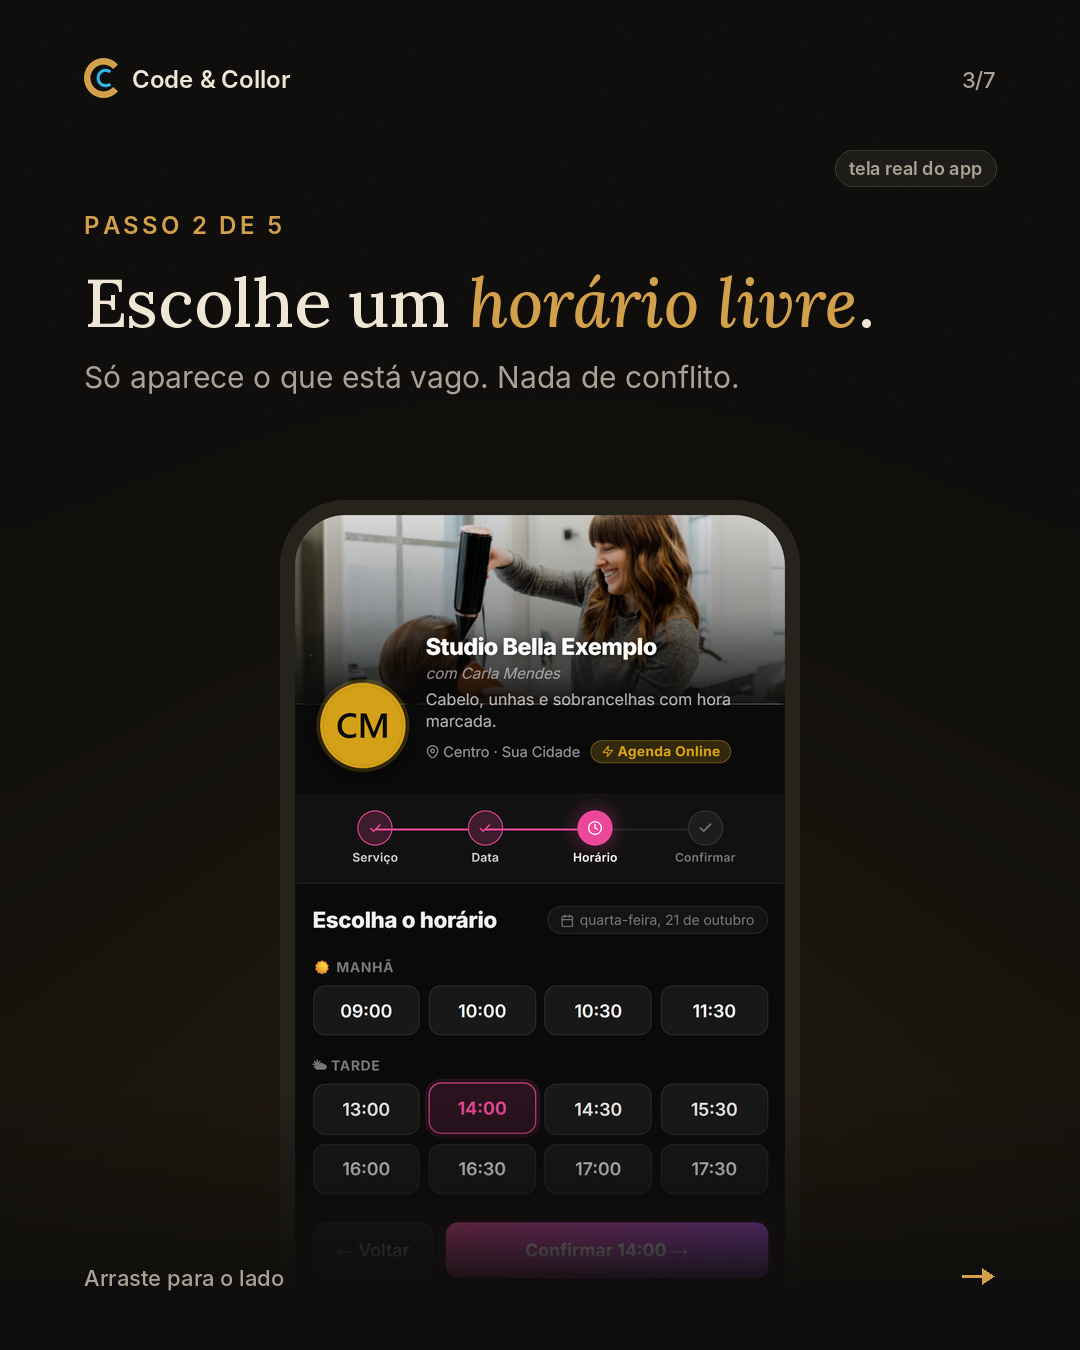 Code & Collor
3/7
tela real do app
PASSO 2 DE 5
Escolhe um horário livre.
Só aparece o que está vago. Nada de conflito.
Studio Bella Exemplo
com Carla Mendes
Cabelo, unhas e sobrancelhas com hora
marcada.
CM
Centro · Sua Cidade
Agenda Online
Serviço Data Horário Confirmar
Escolha o horário
quarta-feira, 21 de outubro
MANHÃ
09:00 10:00 10:30 11:30
TARDE
13:00 14:00 14:30 15:30
16:00 16:30 17:00 17:30
← Voltar
Confirmar 14:00 →
Arraste para o lado